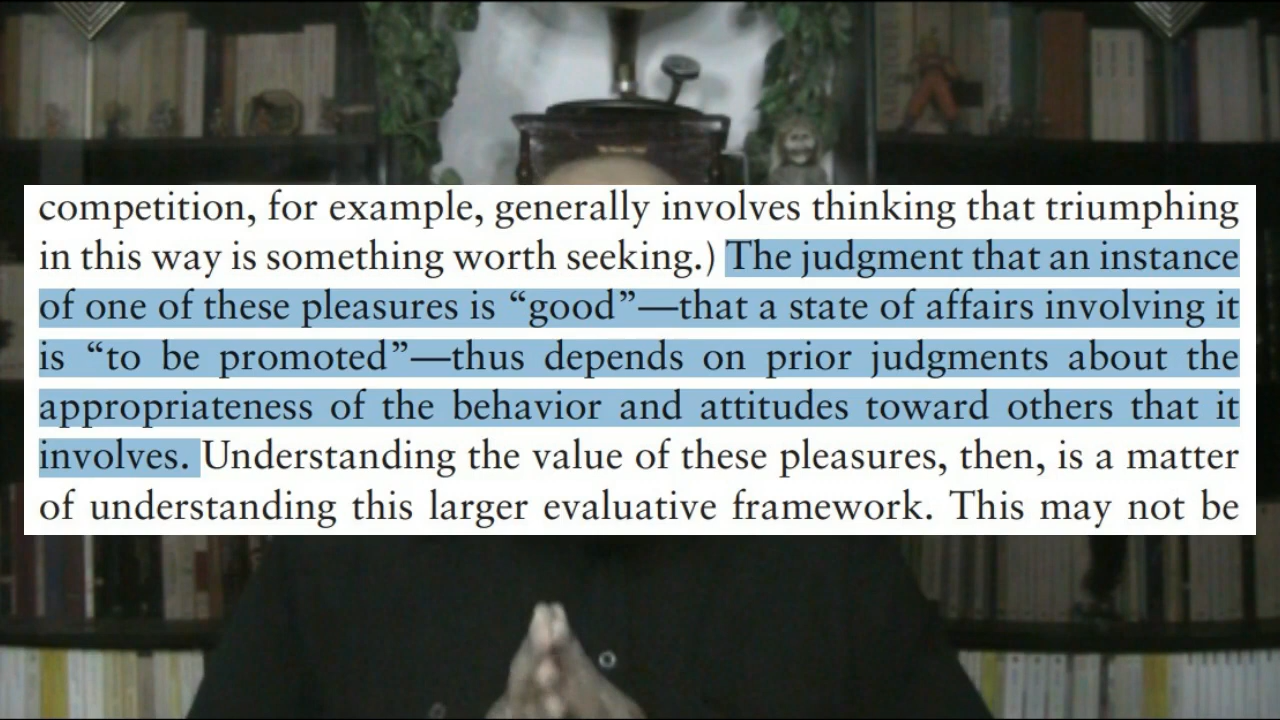 competition, for example, generally involves thinking that triumphing
in this way is something worth seeking.) The judgment that an instance
of one of these pleasures is “good”—that a state of affairs involving it
is “to be promoted”—thus depends on prior judgments about the
appropriateness of the behavior and attitudes toward others that it
involves. Understanding the value of these pleasures, then, is a matter
of understanding this larger evaluative framework. This may not be